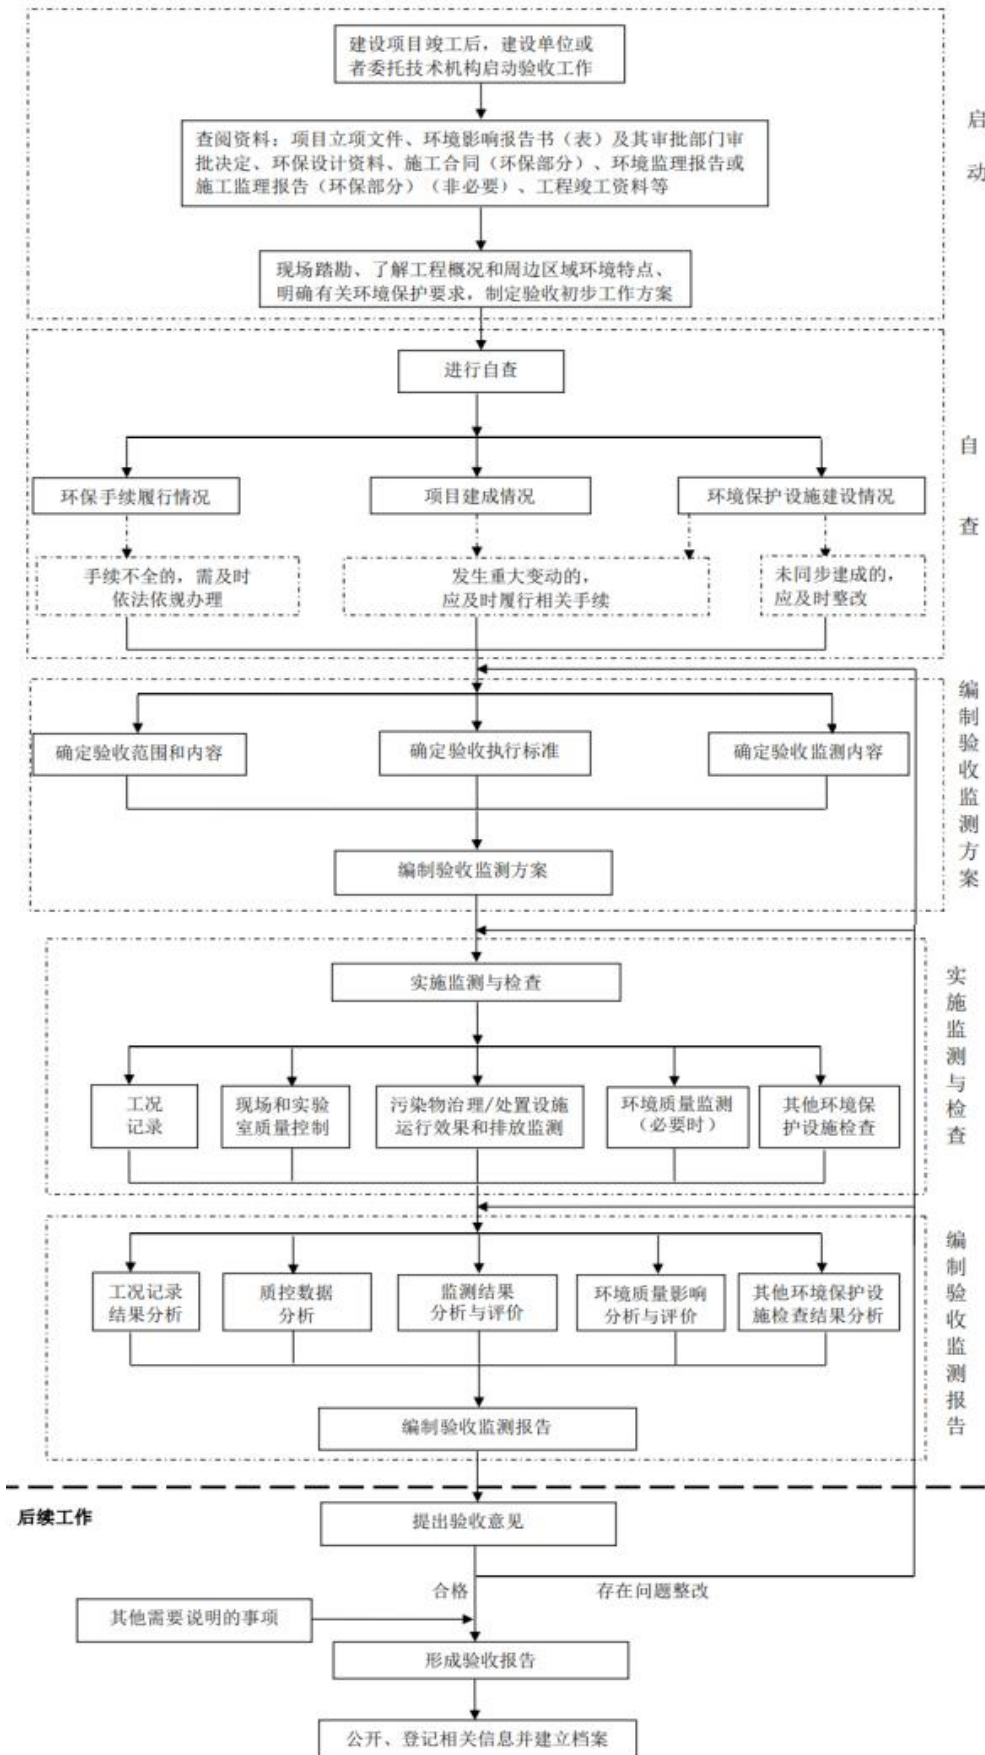 建设项目竣工后，建设单位或
者委托技术机构启动验收工作
启
动
查阅资料：项目立项文件、环境影响报告书（表）及其审批部门审
批决定、环保设计资料、施工合同（环保部分）、环境监理报告或
施工监理报告（环保部分）（非必要）、工程竣工资料等
现场踏勘、了解工程概况和周边区域环境特点、
明确有关环境保护要求，制定验收初步工作方案
进行自查
自
查
环保手续履行情况
项目建成情况
环境保护设施建设情况
手续不全的，需及时
依法依规办理
发生重大变动的，
应及时履行相关手续
未同步建成的，
应及时整改
编
制
验
收
监
测
方
案
确定验收范围和内容
确定验收执行标准
确定验收监测内容
编制验收监测方案
实
施
监
测
与
检
查
实施监测与检查
工况
记录
现场和实验
室质量控制
污染物治理/处置设施
运行效果和排放监测
环境质量监测
（必要时）
其他环境保
护设施检查
编
制
验
收
监
测
报
告
工况记录
结果分析
质控数据
分析
监测结果
分析与评价
环境质量影响
分析与评价
其他环境保护设
施检查结果分析
编制验收监测报告
后续工作
提出验收意见
合格
存在问题整改
其他需要说明的事项
形成验收报告
公开、登记相关信息并建立档案